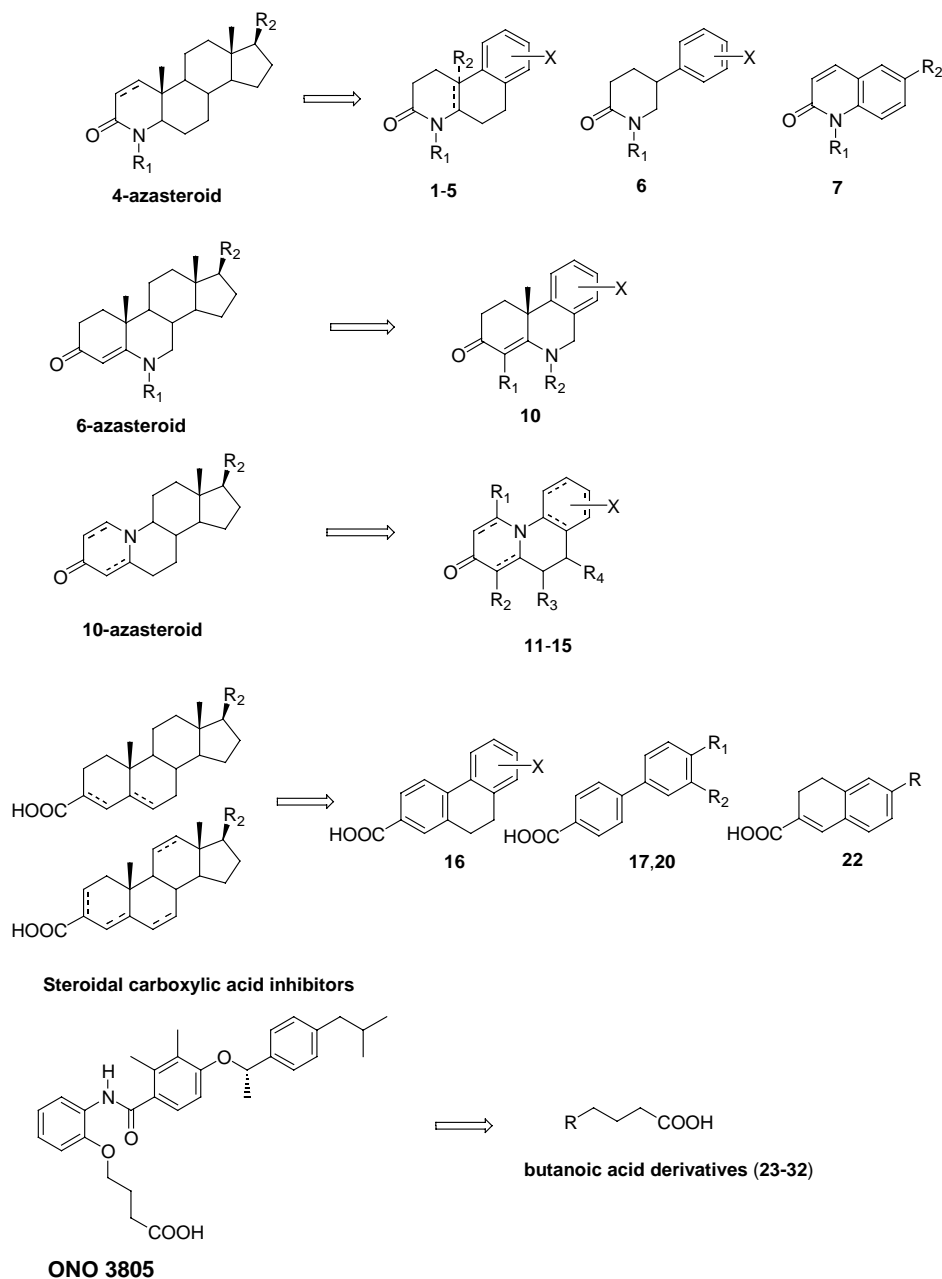 R2
R2
X
X
R2
O
N
R1
O
N
R1
O
N
R1
O
N
R1
4-azasteroid
1-5
6
7
R2
X
O
N
R1
O
R1
N
R2
6-azasteroid
10
R2
R1
X
N
O
N
O
R2
R3
R4
10-azasteroid
11-15
R2
HOOC
R2
HOOC
X
HOOC
16
R1
R2
HOOC
17,20
R
HOOC
22
Steroidal carboxylic acid inhibitors
H
N
O
O
O
COOH
R
COOH
butanoic acid derivatives (23-32)
ONO 3805